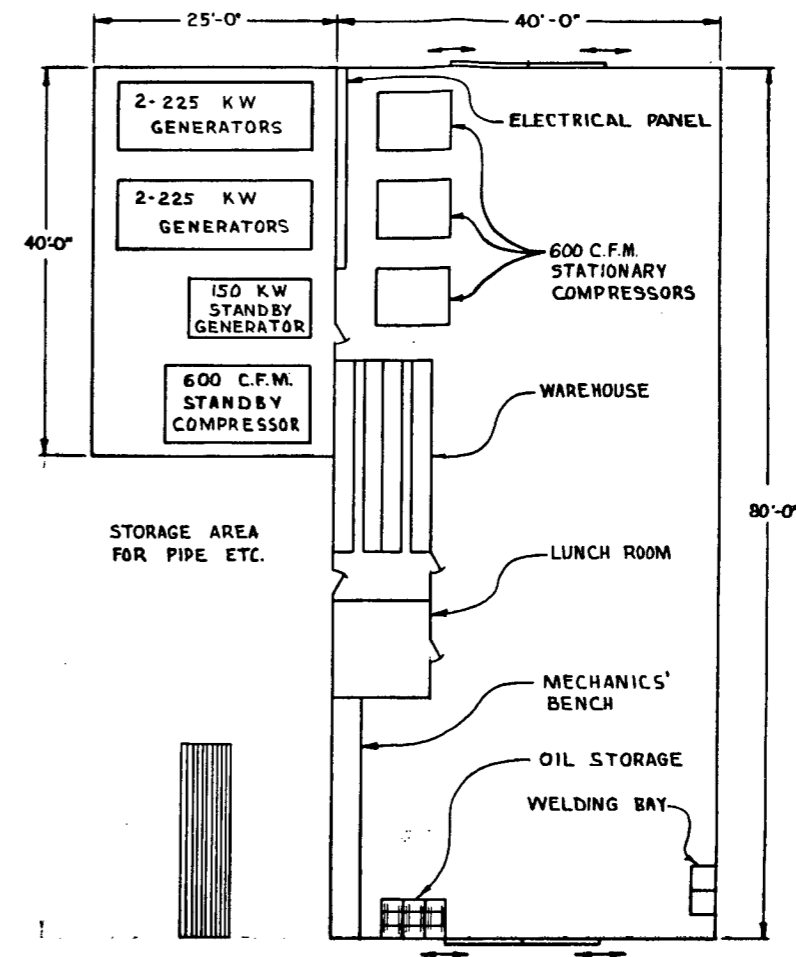 25'-0"
40'-0"
2-225 KW
GENERATORS
ELECTRICAL PANEL
2-225 KW
GENERATORS
40'-0"
600 C.F.M.
STATIONARY
COMPRESSORS
150 KW
STANDBY
GENERATOR
600 C.F.M.
STANDBY
COMPRESSOR
WAREHOUSE
80'-0"
STORAGE AREA
FOR PIPE ETC.
LUNCH ROOM
MECHANICS'
BENCH
OIL STORAGE
WELDING BAY